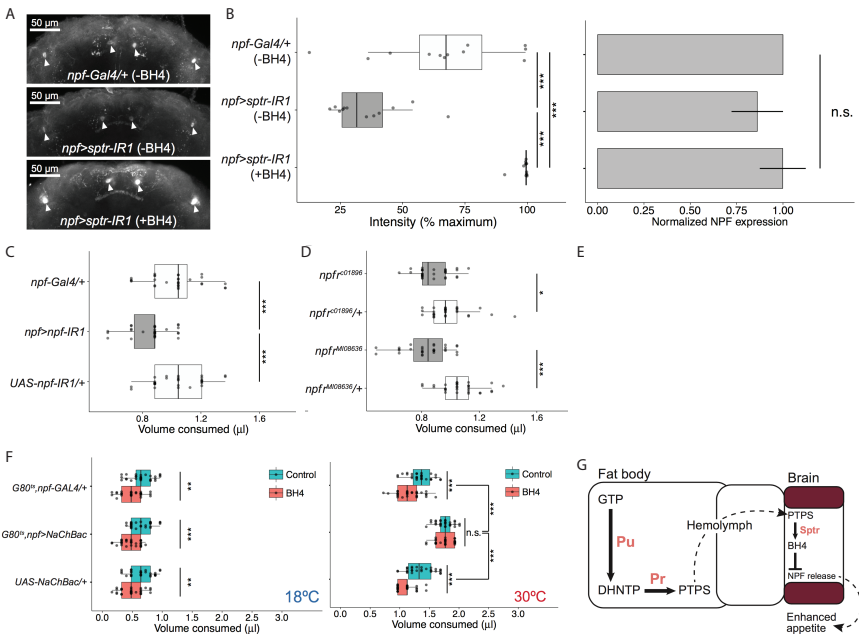 A
50 µm
npf-Gal4/+ (-BH4)
50 µm
npf>sptr-IR1 (-BH4)
50 µm
npf>sptr-IR1 (+BH4)
B
npf-Gal4/+
(-BH4)
npf>sptr-IR1
(-BH4)
npf>sptr-IR1
(+BH4)
***
***
***
25 50 75 100
Intensity (% maximum)
n.s.
0.00 0.25 0.50 0.75 1.00
Normalized NPF expression
C
npf-Gal4/+
npf>npf-IR1
UAS-npf-IR1/+
***
***
0.8 1.2 1.6
Volume consumed (µl)
D
npfr^c01896
npfr^c01896/+
npfr^MI08636
npfr^MI08636/+
*
***
0.8 1.2 1.6
Volume consumed (µl)
E
F
G80ts,npf-GAL4/+
G80ts,npf>NaChBac
UAS-NaChBac/+
**
***
**
Control
BH4
18ºC
0.0 0.5 1.0 1.5 2.0 2.5 3.0
Volume consumed (µl)
***
n.s.
***
***
***
Control
BH4
30ºC
0.0 0.5 1.0 1.5 2.0 2.5 3.0
Volume consumed (µl)
G
Fat body
Brain
GTP
Pu
DHNTP
Pr
PTPS
Hemolymph
PTPS
Sptr
BH4
NPF release
Enhanced
appetite